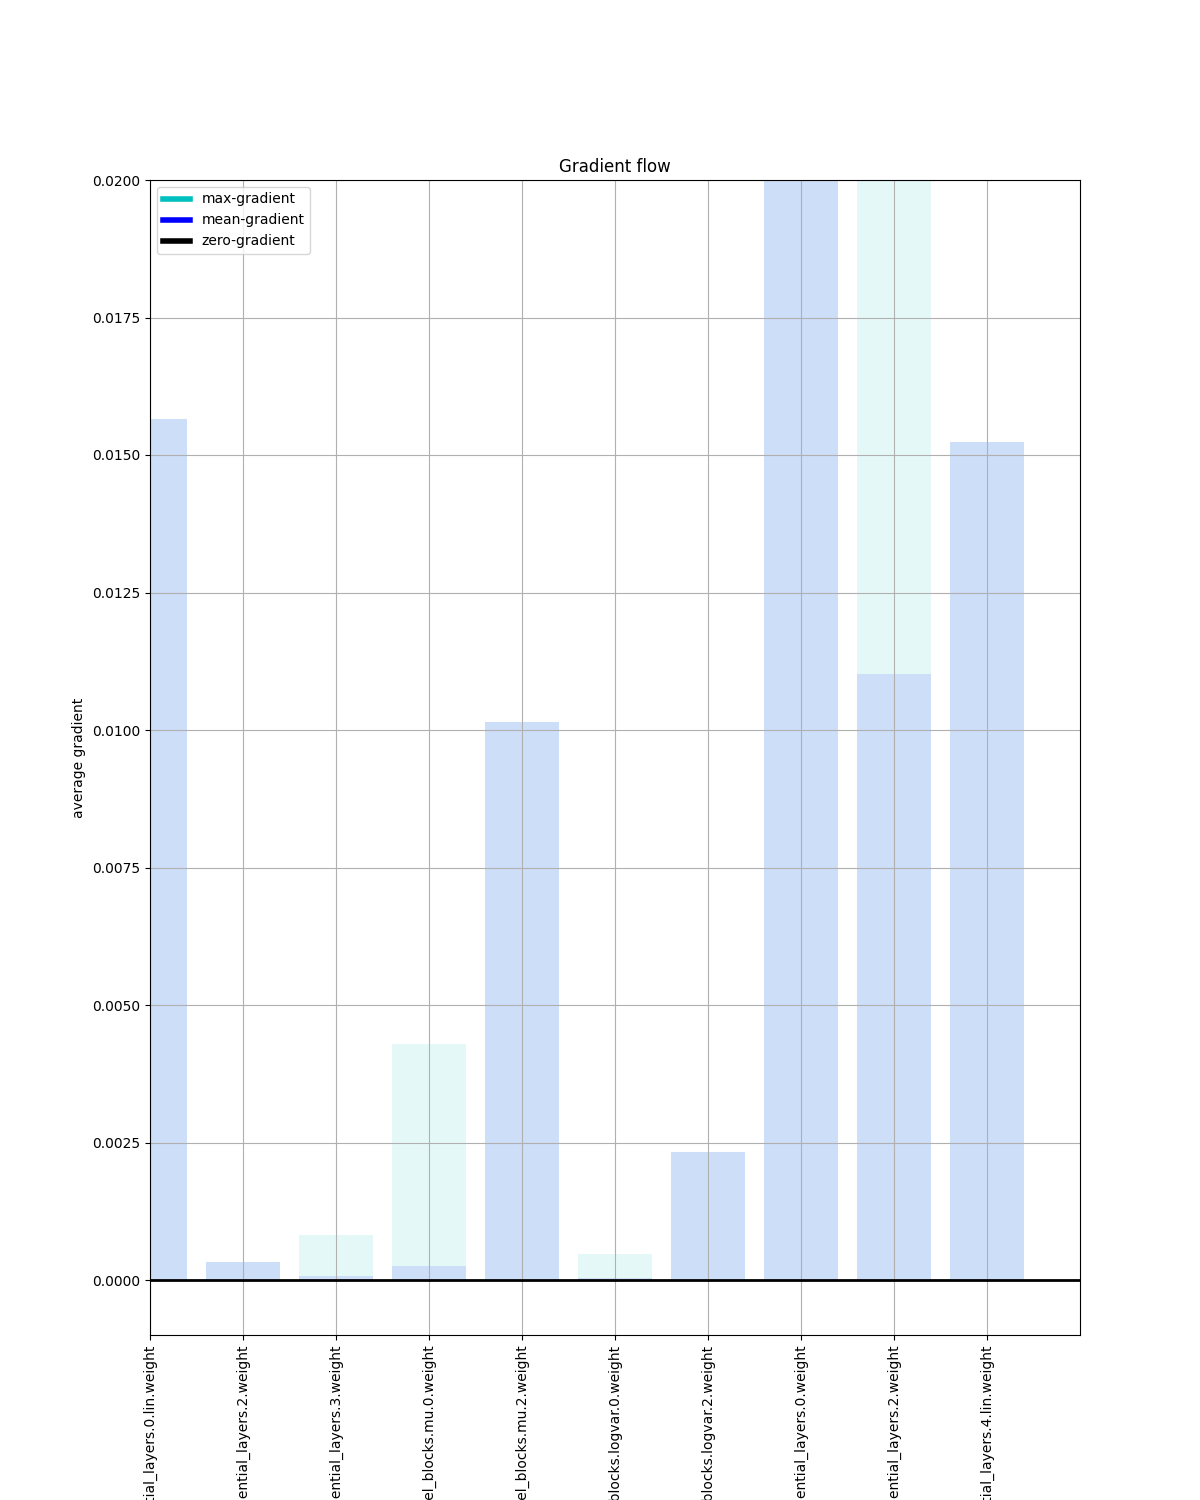 Gradient flow
max-gradient
mean-gradient
zero-gradient
0.0200
0.0175
0.0150
0.0125
0.0100
0.0075
0.0050
0.0025
0.0000
average gradient
tial_layers.0.lin.weight
ential_layers.2.weight
ential_layers.3.weight
el_blocks.mu.0.weight
el_blocks.mu.2.weight
blocks.logvar.0.weight
blocks.logvar.2.weight
ential_layers.0.weight
ential_layers.2.weight
tial_layers.4.lin.weight